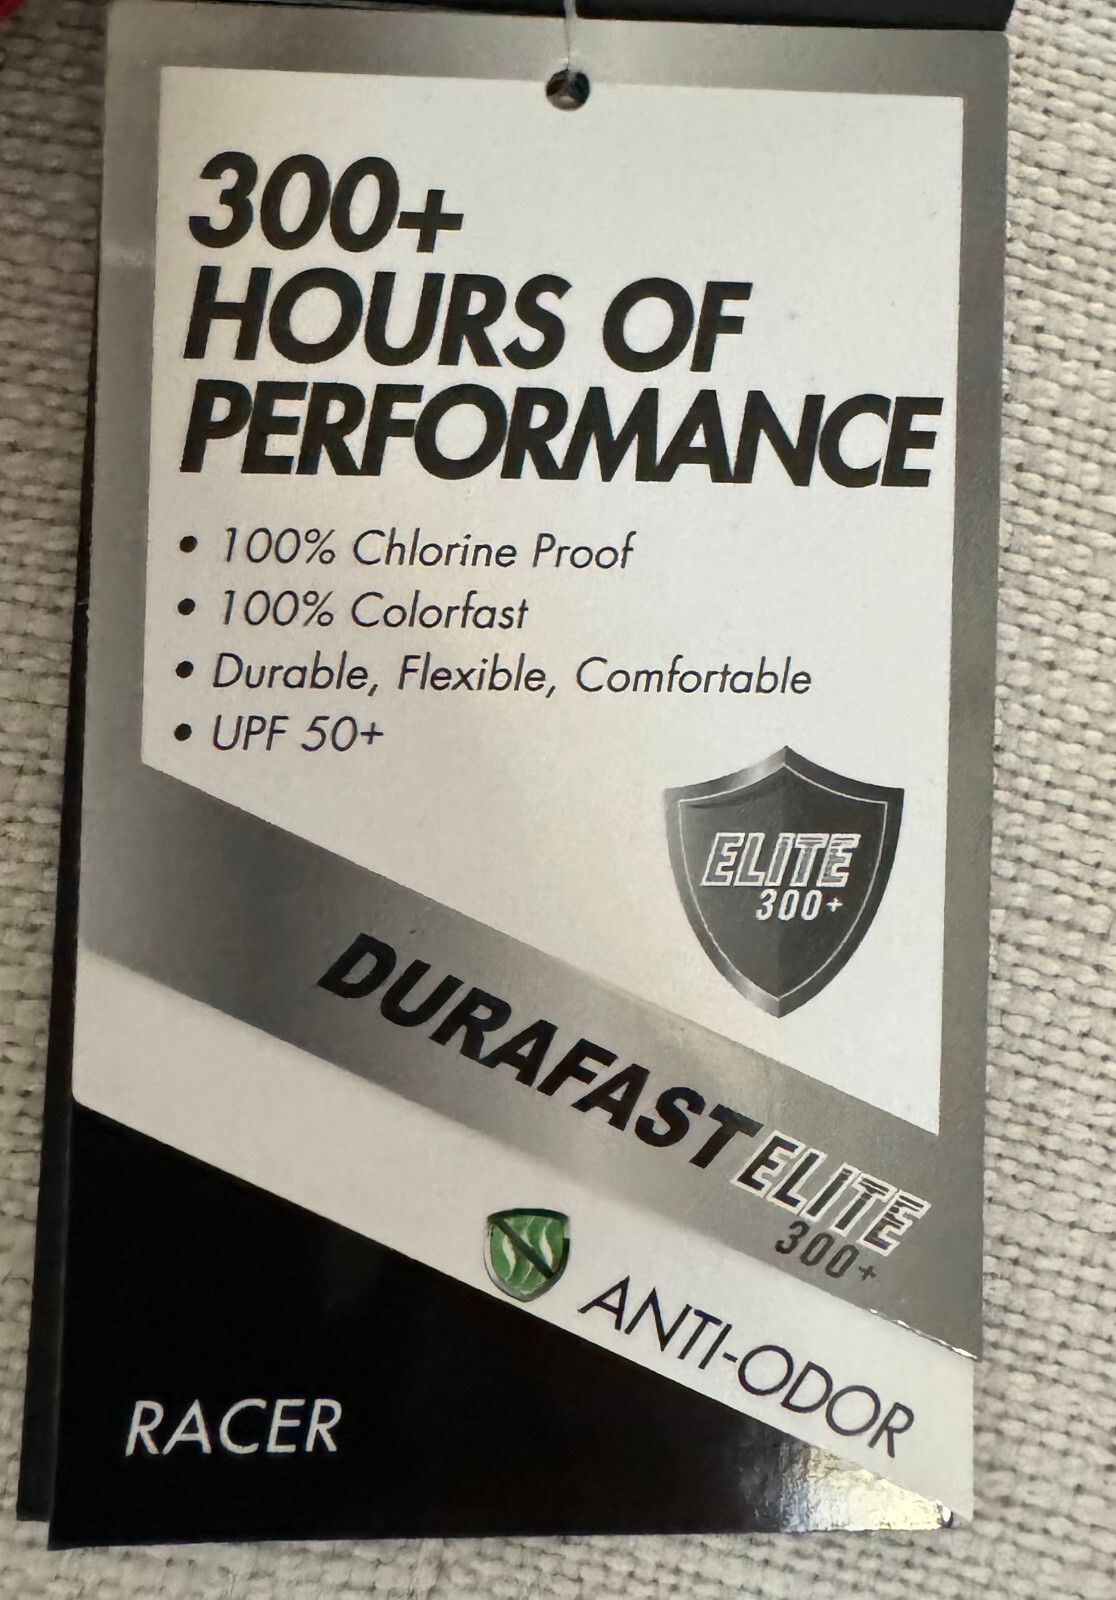 300+
HOURS OF
PERFORMANCE
• 100% Chlorine Proof
• 100% Colorfast
• Durable, Flexible, Comfortable
• UPF 50+
ELITE
300+
DURAFAST ELITE
300+
ANTI-ODOR
RACER